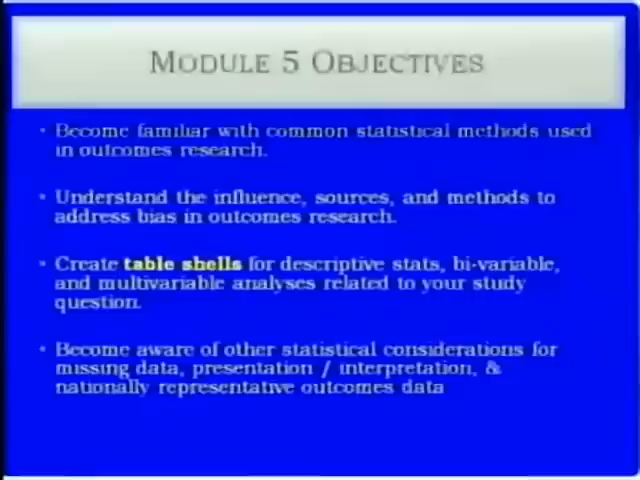 MODULE 5 OBJECTIVES
• Become familiar with common statistical methods used
in outcomes research.
• Understand the influence, sources, and methods to
address bias in outcomes research.
• Create table shells for descriptive stats, bi-variable,
and multivariable analyses related to your study
question.
• Become aware of other statistical considerations for
missing data, presentation / interpretation, &
nationally representative outcomes data